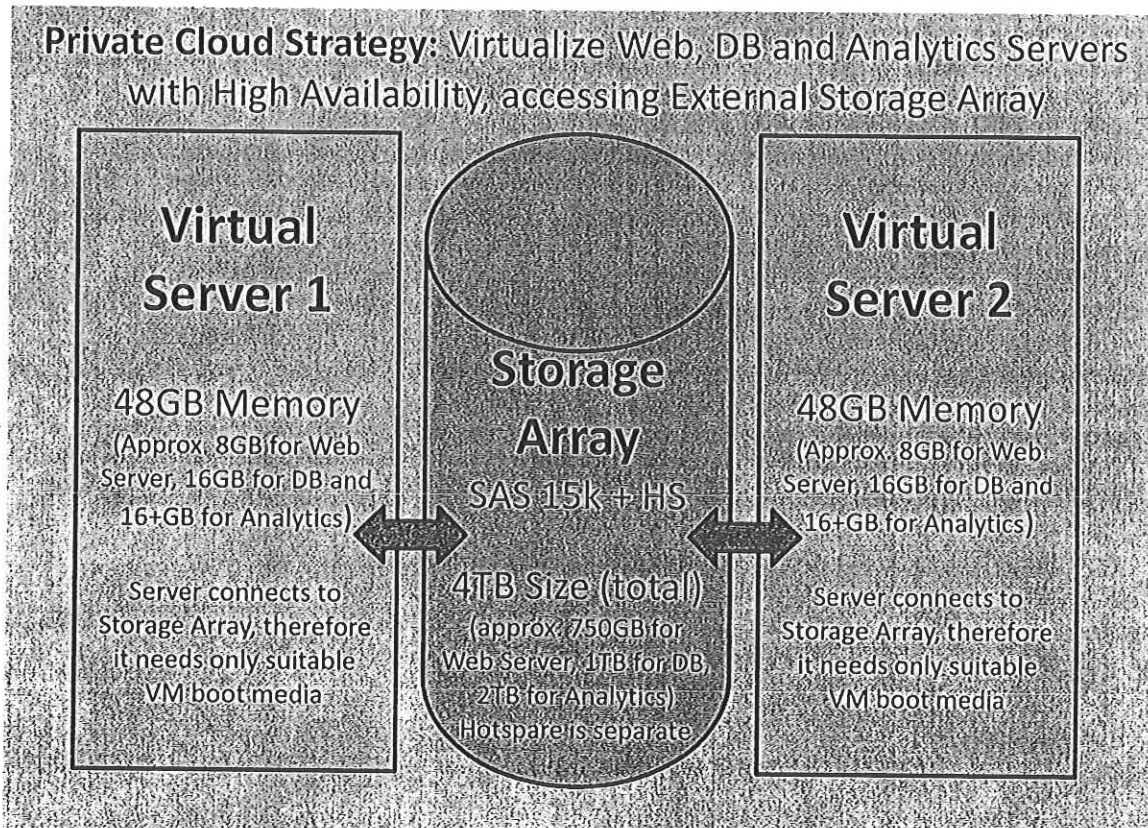 Private Cloud Strategy: Virtualize Web, DB and Analytics Servers
with High Availability, accessing External Storage Array
Virtual
Server 1
48GB Memory
(Approx. 8GB for Web
Server, 16GB for DB and
16+GB for Analytics)
Server connects to
Storage Array, therefore
it needs only suitable
VM boot media
Storage
Array
SAS 15k + HS
4TB Size (total)
(approx. 750GB for
Web Server, 1TB for DB,
2TB for Analytics)
Hotspare is separate
Virtual
Server 2
48GB Memory
(Approx. 8GB for Web
Server, 16GB for DB and
16+GB for Analytics)
Server connects to
Storage Array, therefore
it needs only suitable
VM boot media